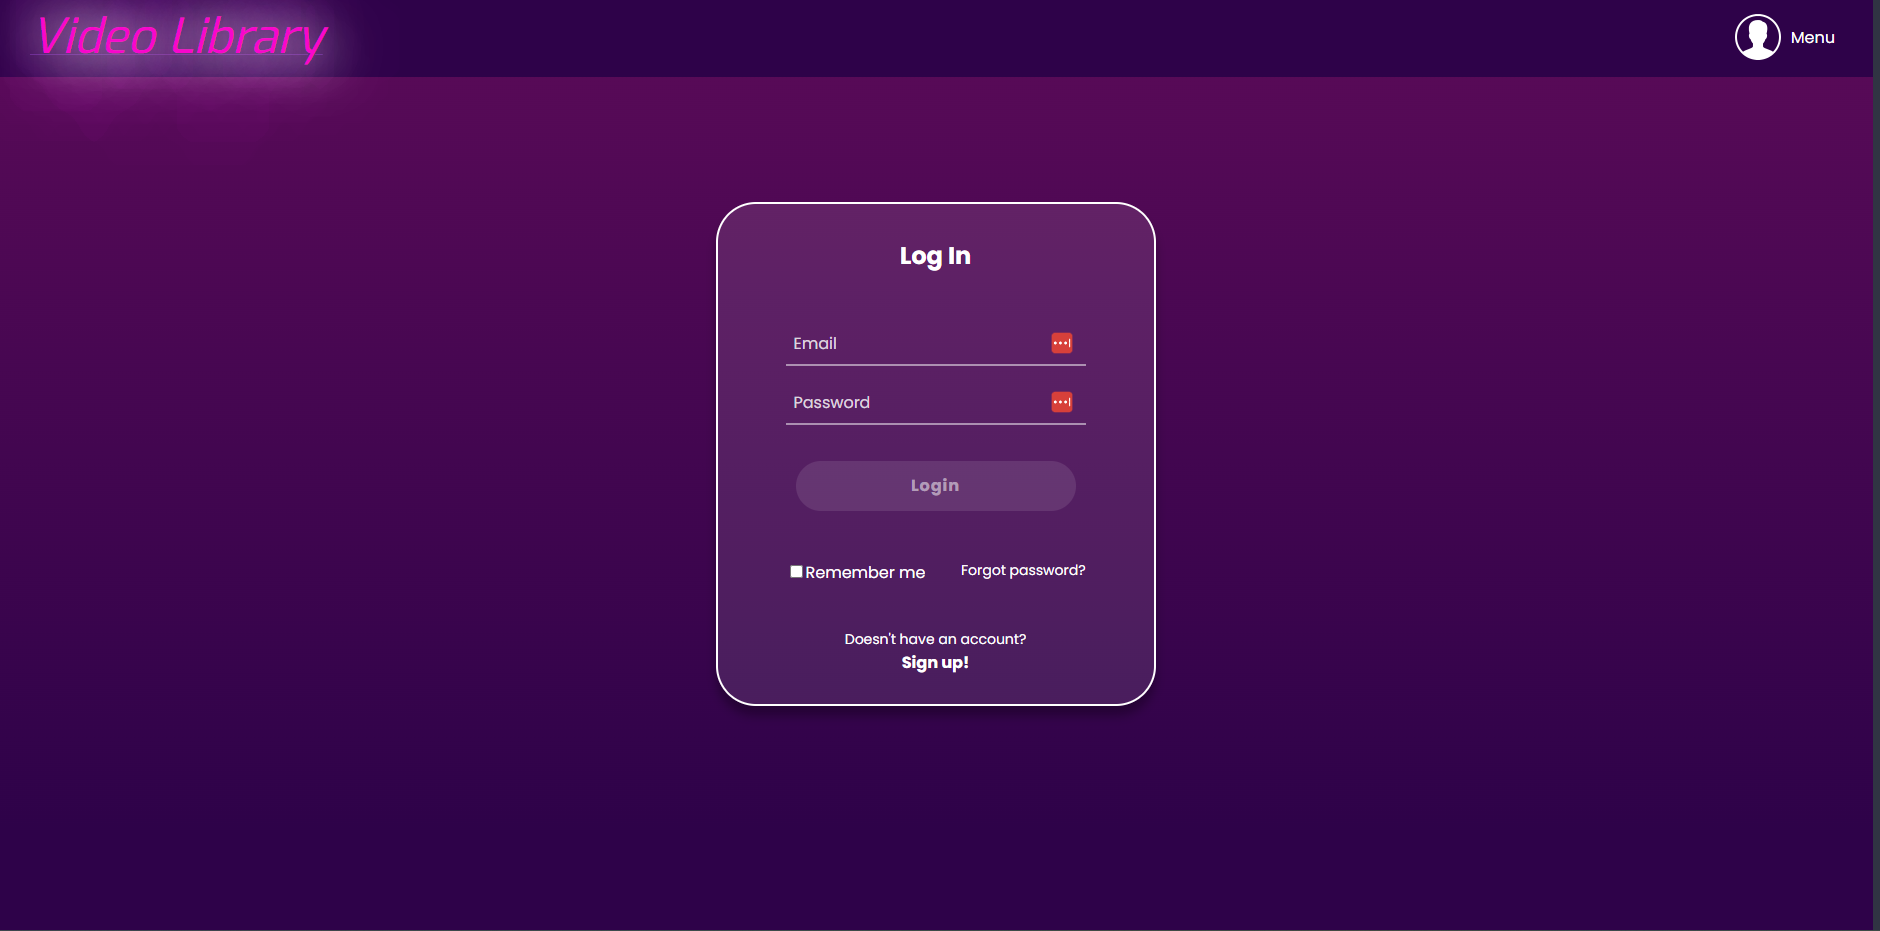 Video Library
Menu
Log In
Email
Password
Login
Remember me
Forgot password?
Doesn't have an account?
Sign up!